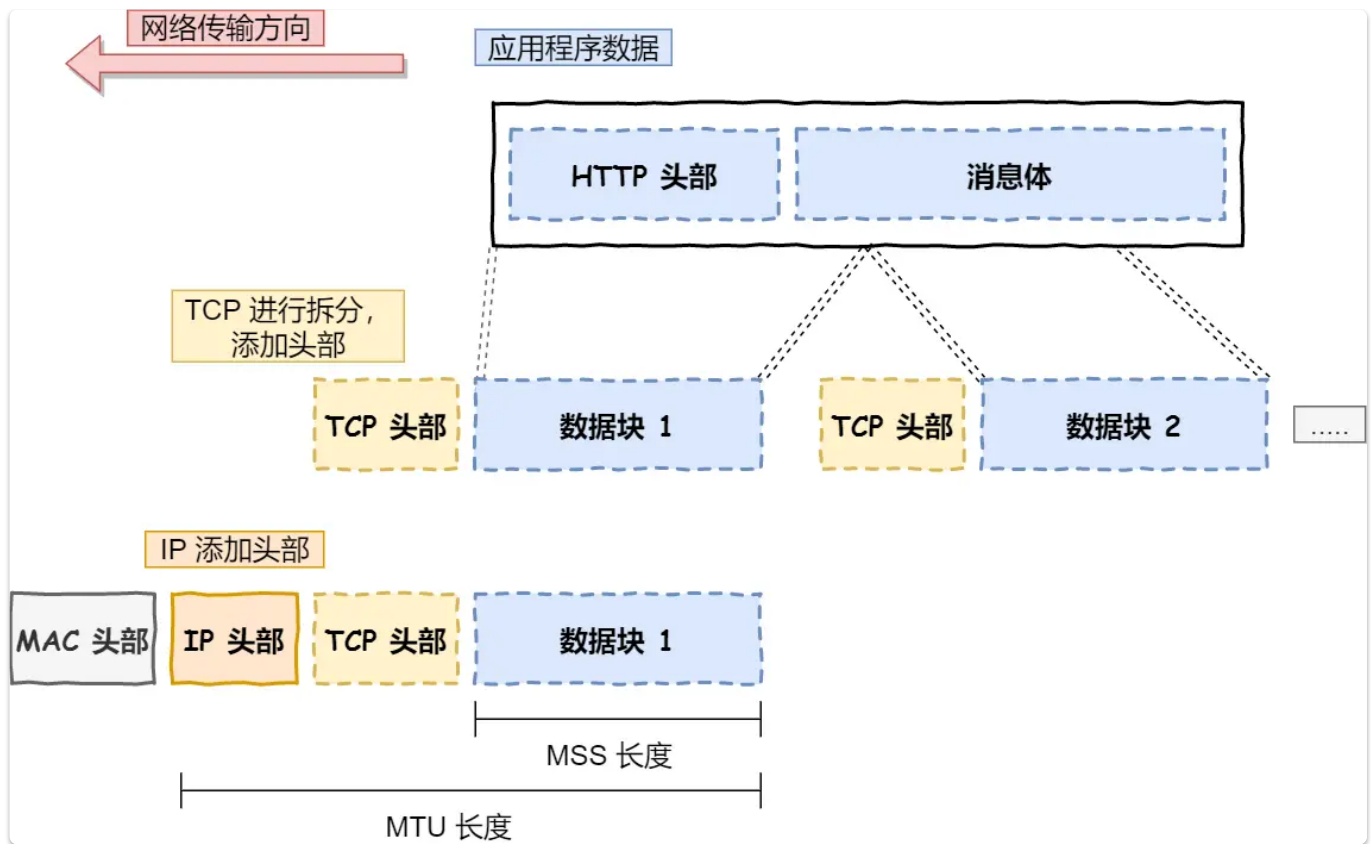 网络传输方向
应用程序数据
HTTP 头部
消息体
TCP 进行拆分，
添加头部
TCP 头部
数据块 1
TCP 头部
数据块 2
.....
IP 添加头部
MAC 头部
IP 头部
TCP 头部
数据块 1
MSS 长度
MTU 长度